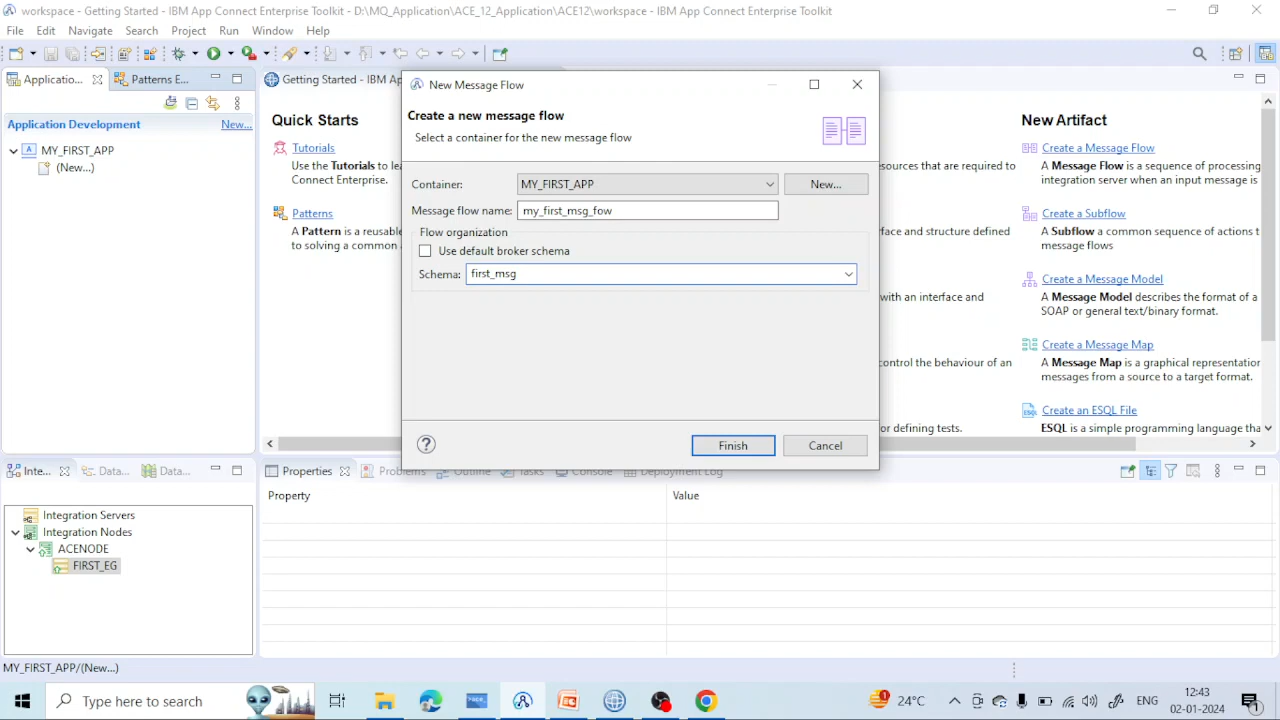 workspace - Getting Started - IBM App Connect Enterprise Toolkit - D:\MQ_Application\ACE_12_Application\ACE12\workspace - IBM App Connect Enterprise Toolkit
File Edit Navigate Search Project Run Window Help
Applicatio... Patterns E...
Application Development New...
MY_FIRST_APP
(New...)
Getting Started - IBM Ap
Quick Starts
Tutorials
Use the Tutorials to le
Connect Enterprise.
Patterns
A Pattern is a reusable
to solving a common a
New Message Flow
Create a new message flow
Select a container for the new message flow
Container: MY_FIRST_APP New...
Message flow name: my_first_msg_fow
Flow organization
Use default broker schema
Schema: first_msg
Finish Cancel
sources that are required to
face and structure defined
with an interface and
control the behaviour of an
or defining tests.
New Artifact
Create a Message Flow
A Message Flow is a sequence of processing
integration server when an input message is
Create a Subflow
A Subflow a common sequence of actions t
message flows
Create a Message Model
A Message Model describes the format of a
SOAP or general text/binary format.
Create a Message Map
A Message Map is a graphical representation
messages from a source to a target format.
Create an ESQL File
ESQL is a simple programming language tha
Inte... Data... Data...
Integration Servers
Integration Nodes
ACENODE
FIRST_EG
Properties Problems Outline Tasks Console Deployment Log
Property Value
MY_FIRST_APP/(New...)
Type here to search
24°C
ENG
12:43
02-01-2024